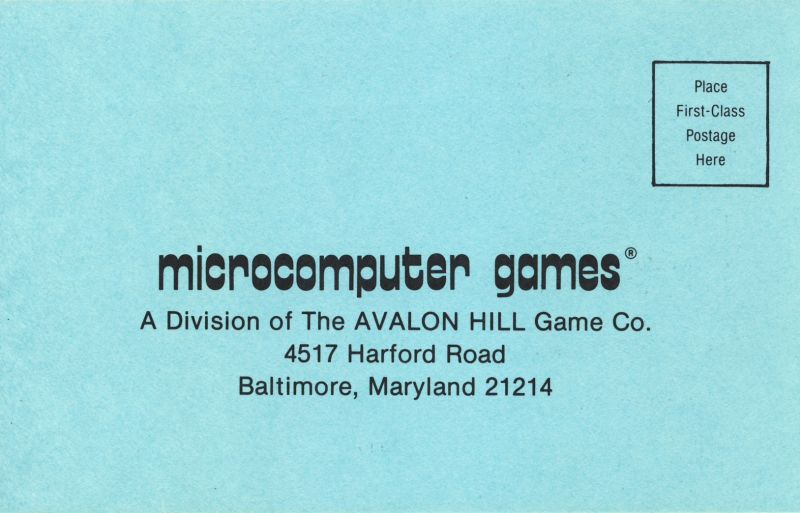 Place
First-Class
Postage
Here
microcomputer games®
A Division of The AVALON HILL Game Co.
4517 Harford Road
Baltimore, Maryland 21214